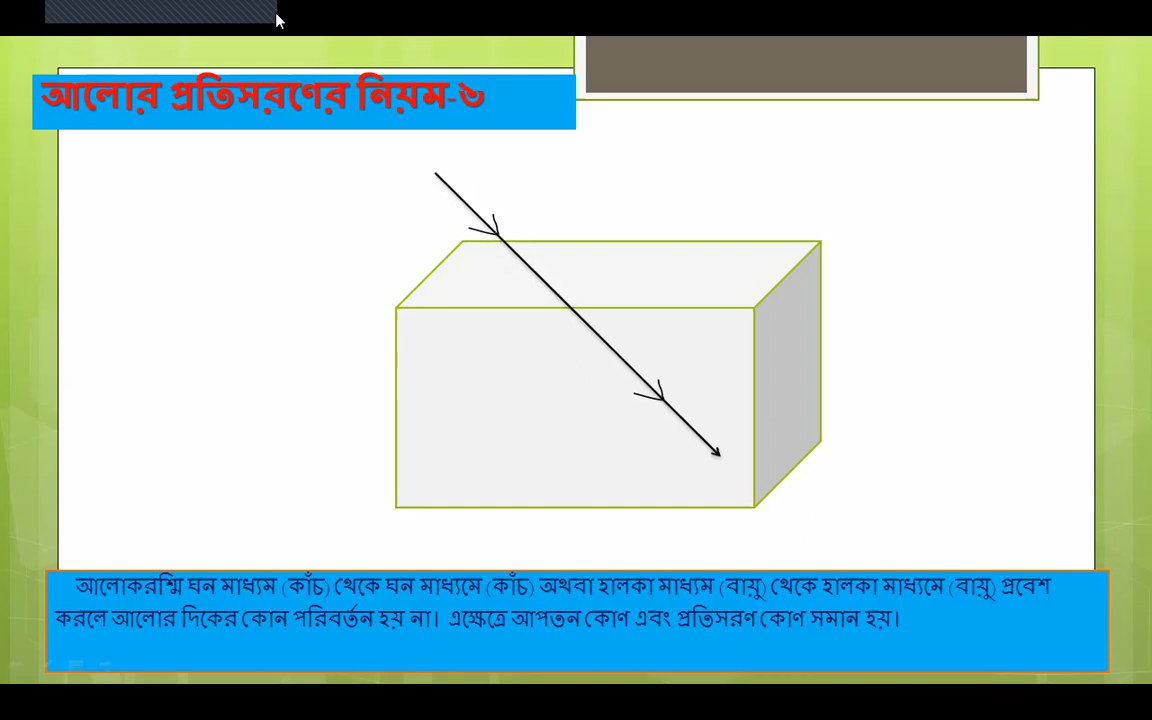 আলোর প্রতিসরণের নিয়ম-৬
আলোকরশ্মি ঘন মাধ্যম (কাঁচ) থেকে ঘন মাধ্যমে (কাঁচ) অথবা হালকা মাধ্যম (বায়ু) থেকে হালকা মাধ্যমে (বায়ু) প্রবেশ
করলে আলোর দিকের কোন পরিবর্তন হয় না। এক্ষেত্রে আপতন কোণ এবং প্রতিসরণ কোণ সমান হয়।